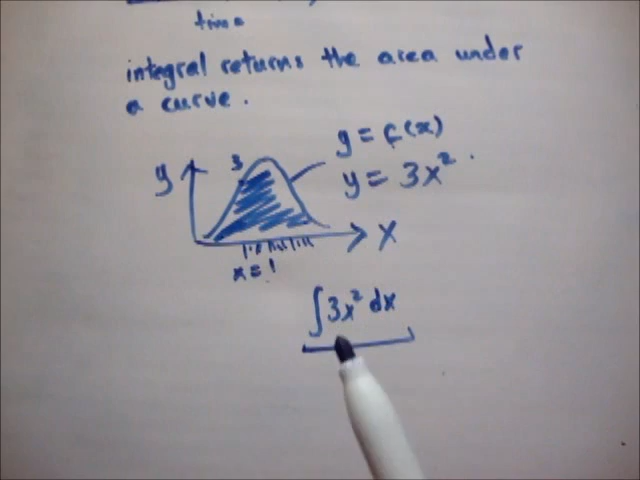 time
integral returns the area under
a curve.
y = f(x)
y = 3x².
y
3
x
x = 1
∫3x² dx